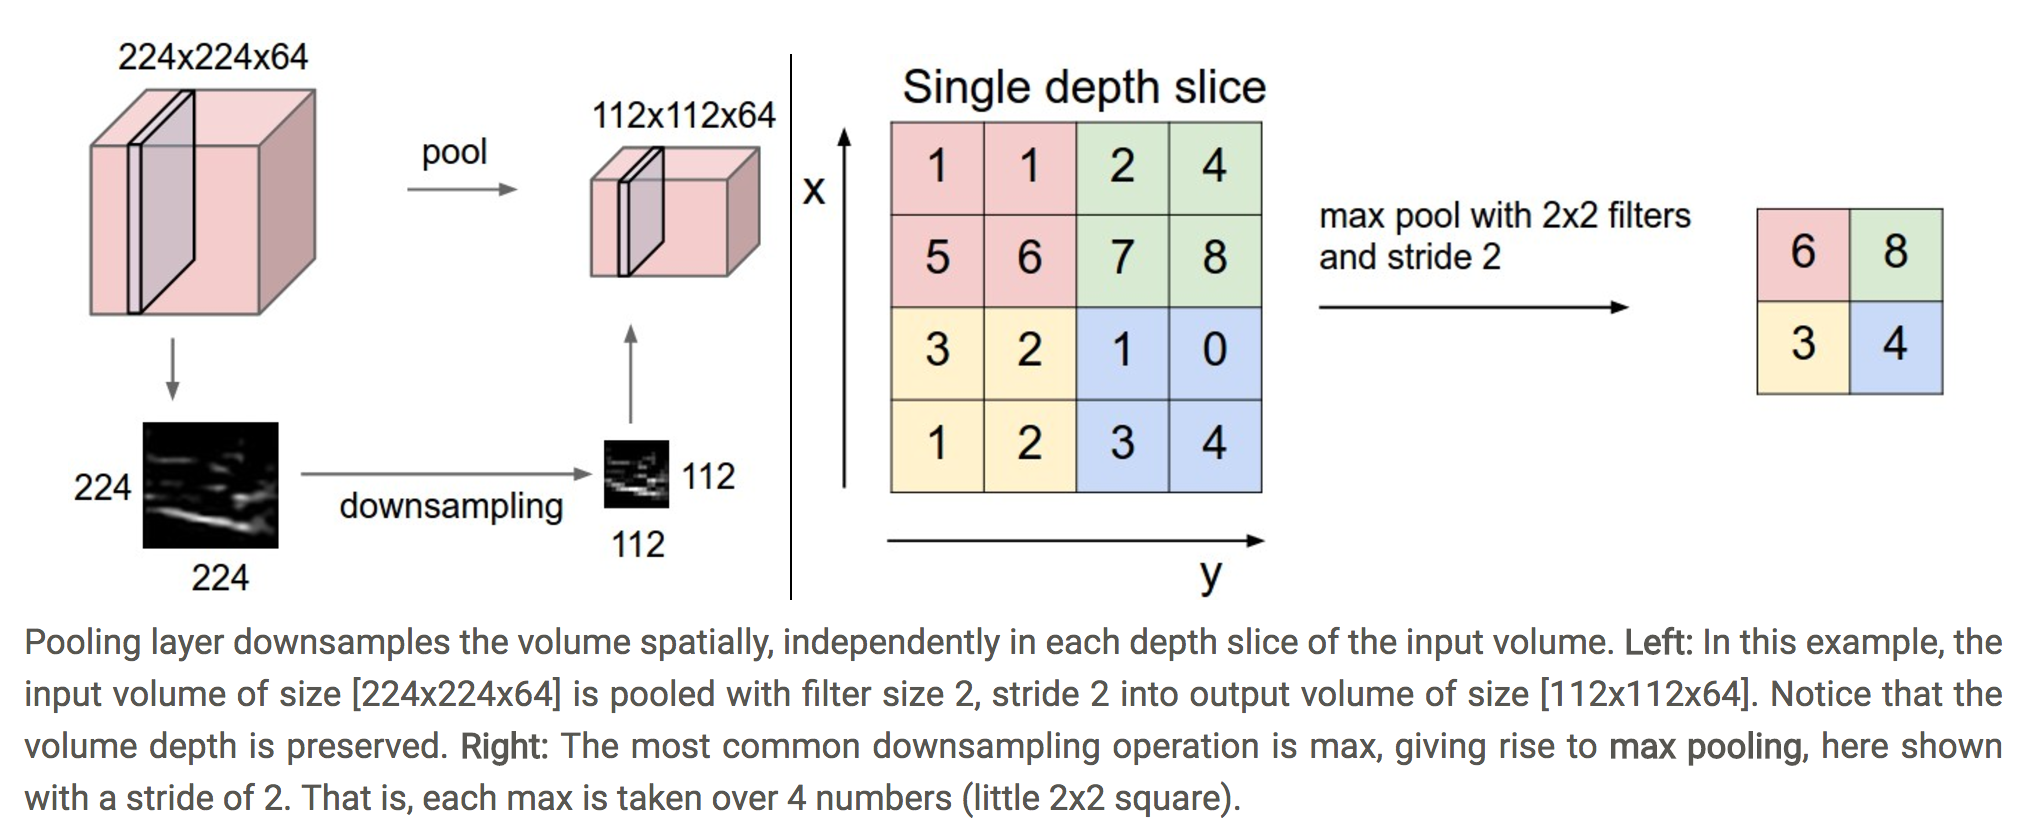 224x224x64
pool
112x112x64
224
224
downsampling
112
112
Single depth slice
x
1 1 2 4
5 6 7 8
3 2 1 0
1 2 3 4
y
max pool with 2x2 filters
and stride 2
6 8
3 4
Pooling layer downsamples the volume spatially, independently in each depth slice of the input volume. Left: In this example, the
input volume of size [224x224x64] is pooled with filter size 2, stride 2 into output volume of size [112x112x64]. Notice that the
volume depth is preserved. Right: The most common downsampling operation is max, giving rise to max pooling, here shown
with a stride of 2. That is, each max is taken over 4 numbers (little 2x2 square).